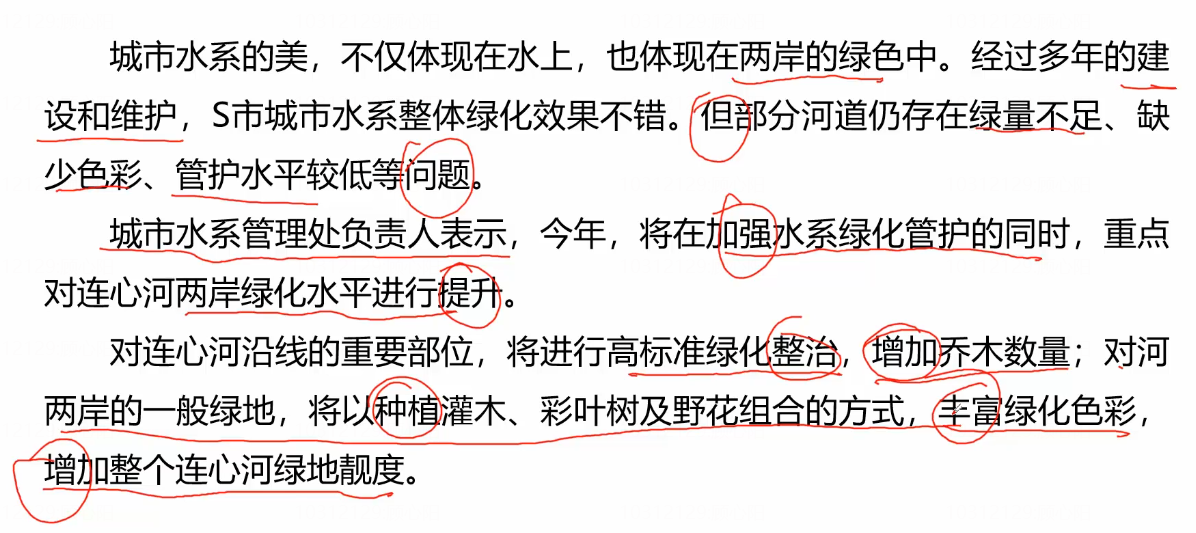 城市水系的美，不仅体现在水上，也体现在两岸的绿色中。经过多年的建
设和维护，S市城市水系整体绿化效果不错。但部分河道仍存在绿量不足、缺
少色彩、管护水平较低等问题。
城市水系管理处负责人表示，今年，将在加强水系绿化管护的同时，重点
对连心河两岸绿化水平进行提升。
对连心河沿线的重要部位，将进行高标准绿化整治，增加乔木数量；对河
两岸的一般绿地，将以种植灌木、彩叶树及野花组合的方式，丰富绿化色彩，
增加整个连心河绿地靓度。